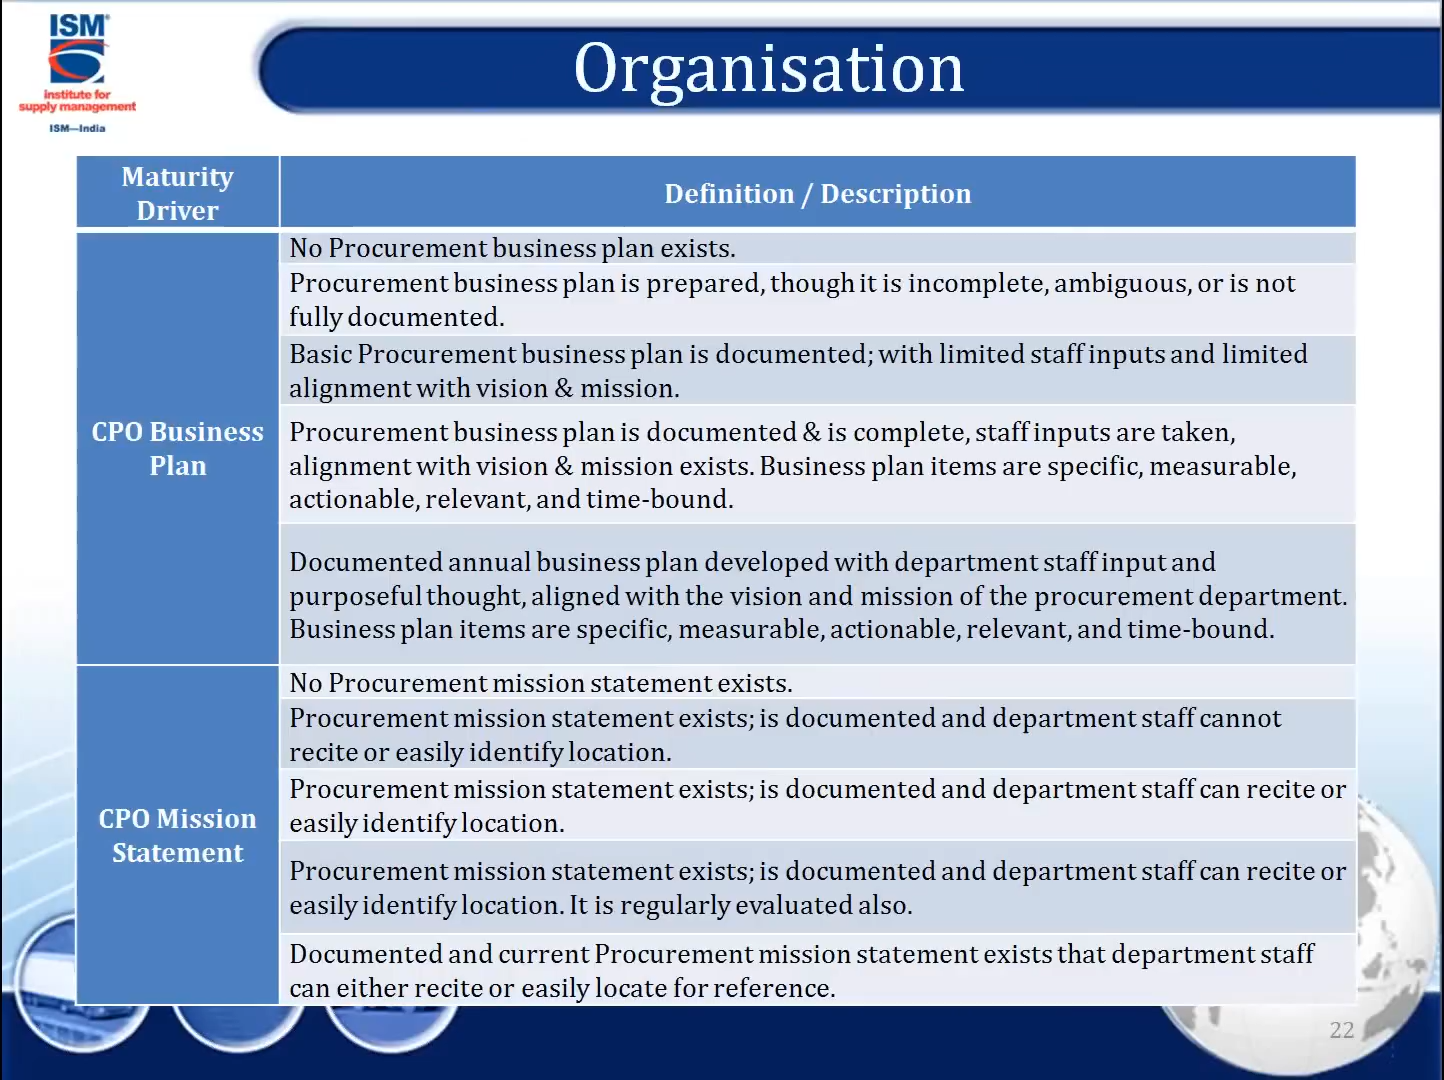 ISM®
institute for
supply management
ISM—India
Organisation
Maturity
Driver
Definition / Description
CPO Business
Plan
No Procurement business plan exists.
Procurement business plan is prepared, though it is incomplete, ambiguous, or is not
fully documented.
Basic Procurement business plan is documented; with limited staff inputs and limited
alignment with vision & mission.
Procurement business plan is documented & is complete, staff inputs are taken,
alignment with vision & mission exists. Business plan items are specific, measurable,
actionable, relevant, and time-bound.
Documented annual business plan developed with department staff input and
purposeful thought, aligned with the vision and mission of the procurement department.
Business plan items are specific, measurable, actionable, relevant, and time-bound.
CPO Mission
Statement
No Procurement mission statement exists.
Procurement mission statement exists; is documented and department staff cannot
recite or easily identify location.
Procurement mission statement exists; is documented and department staff can recite or
easily identify location.
Procurement mission statement exists; is documented and department staff can recite or
easily identify location. It is regularly evaluated also.
Documented and current Procurement mission statement exists that department staff
can either recite or easily locate for reference.
22